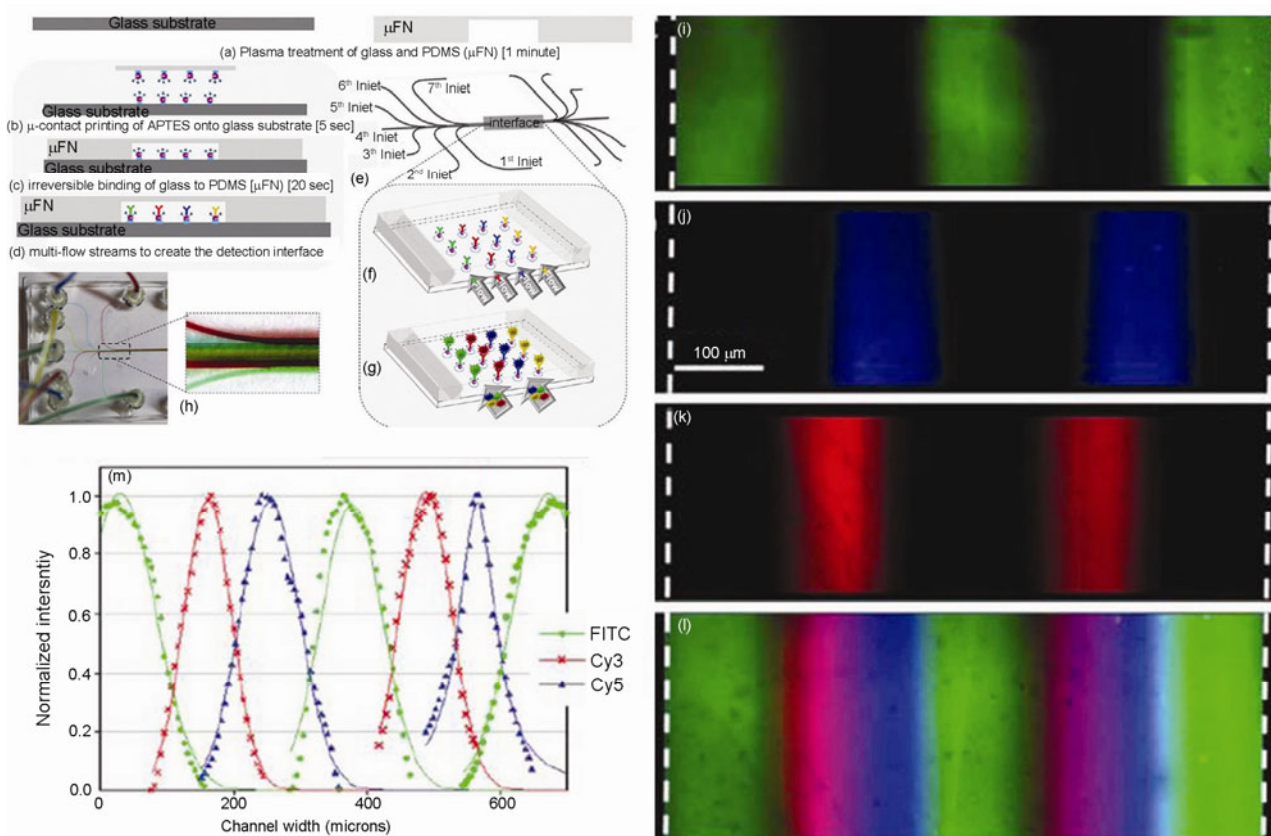 Glass substrate
μFN
(a) Plasma treatment of glass and PDMS (μFN) [1 minute]
Glass substrate
(b) μ-contact printing of APTES onto glass substrate [5 sec]
μFN
Glass substrate
(c) irreversible binding of glass to PDMS [μFN) [20 sec]
μFN
Glass substrate
(d) multi-flow streams to create the detection interface
6th Iniet
7th Iniet
5th Iniet
4th Iniet
3th Iniet
2nd Iniet
1st Iniet
interface
(e)
(f)
(g)
(h)
(i)
(j)
100 μm
(k)
(l)
(m)
1.0
0.8
0.6
0.4
0.2
0.0
Normalized intersntiy
0
200
400
600
Channel width (microns)
FITC
Cy3
Cy5